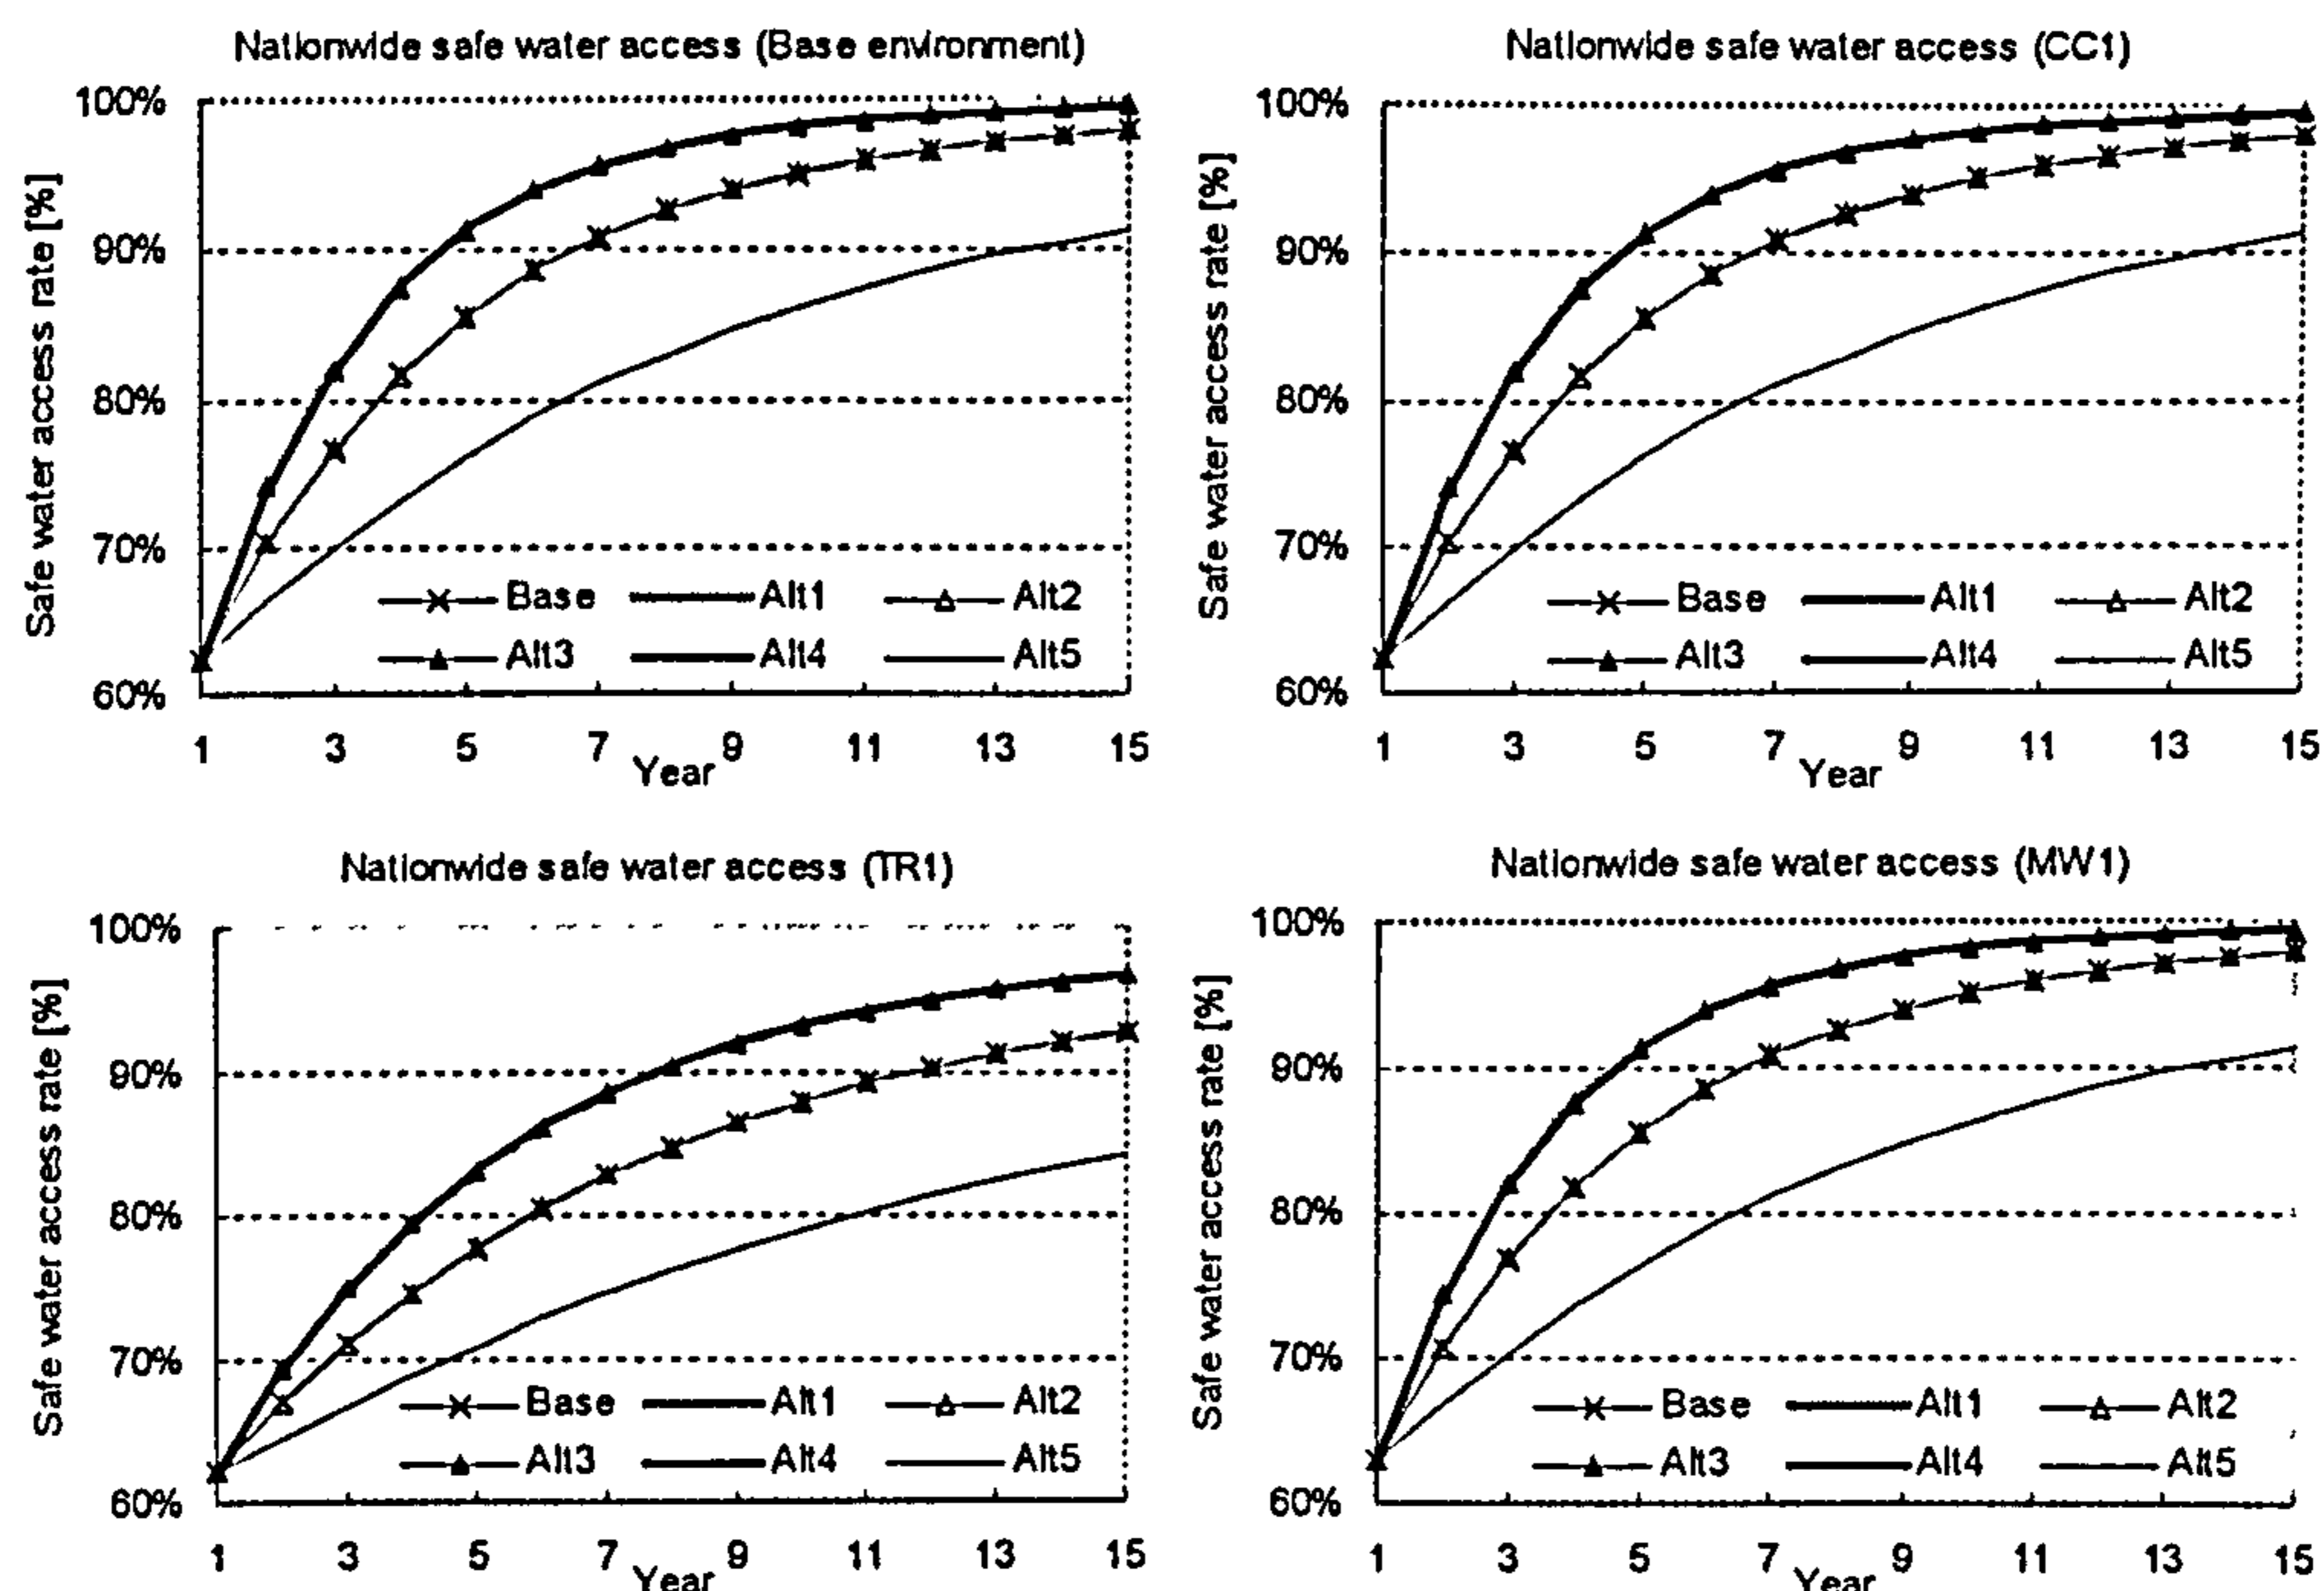 Nationwide safe water access (Base environment)
Safe water access rate [%]
100%
90%
80%
70%
60%
Base Alt1 Alt2
Alt3 Alt4 Alt5
1 3 5 7 9 11 13 15
Year
Nationwide safe water access (CC1)
Safe water access rate [%]
100%
90%
80%
70%
60%
Base Alt1 Alt2
Alt3 Alt4 Alt5
1 3 5 7 9 11 13 15
Year
Nationwide safe water access (TR1)
Safe water access rate [%]
100%
90%
80%
70%
60%
Base Alt1 Alt2
Alt3 Alt4 Alt5
1 3 5 7 9 11 13 15
Year
Nationwide safe water access (MW1)
Safe water access rate [%]
100%
90%
80%
70%
60%
Base Alt1 Alt2
Alt3 Alt4 Alt5
1 3 5 7 9 11 13 15
Year